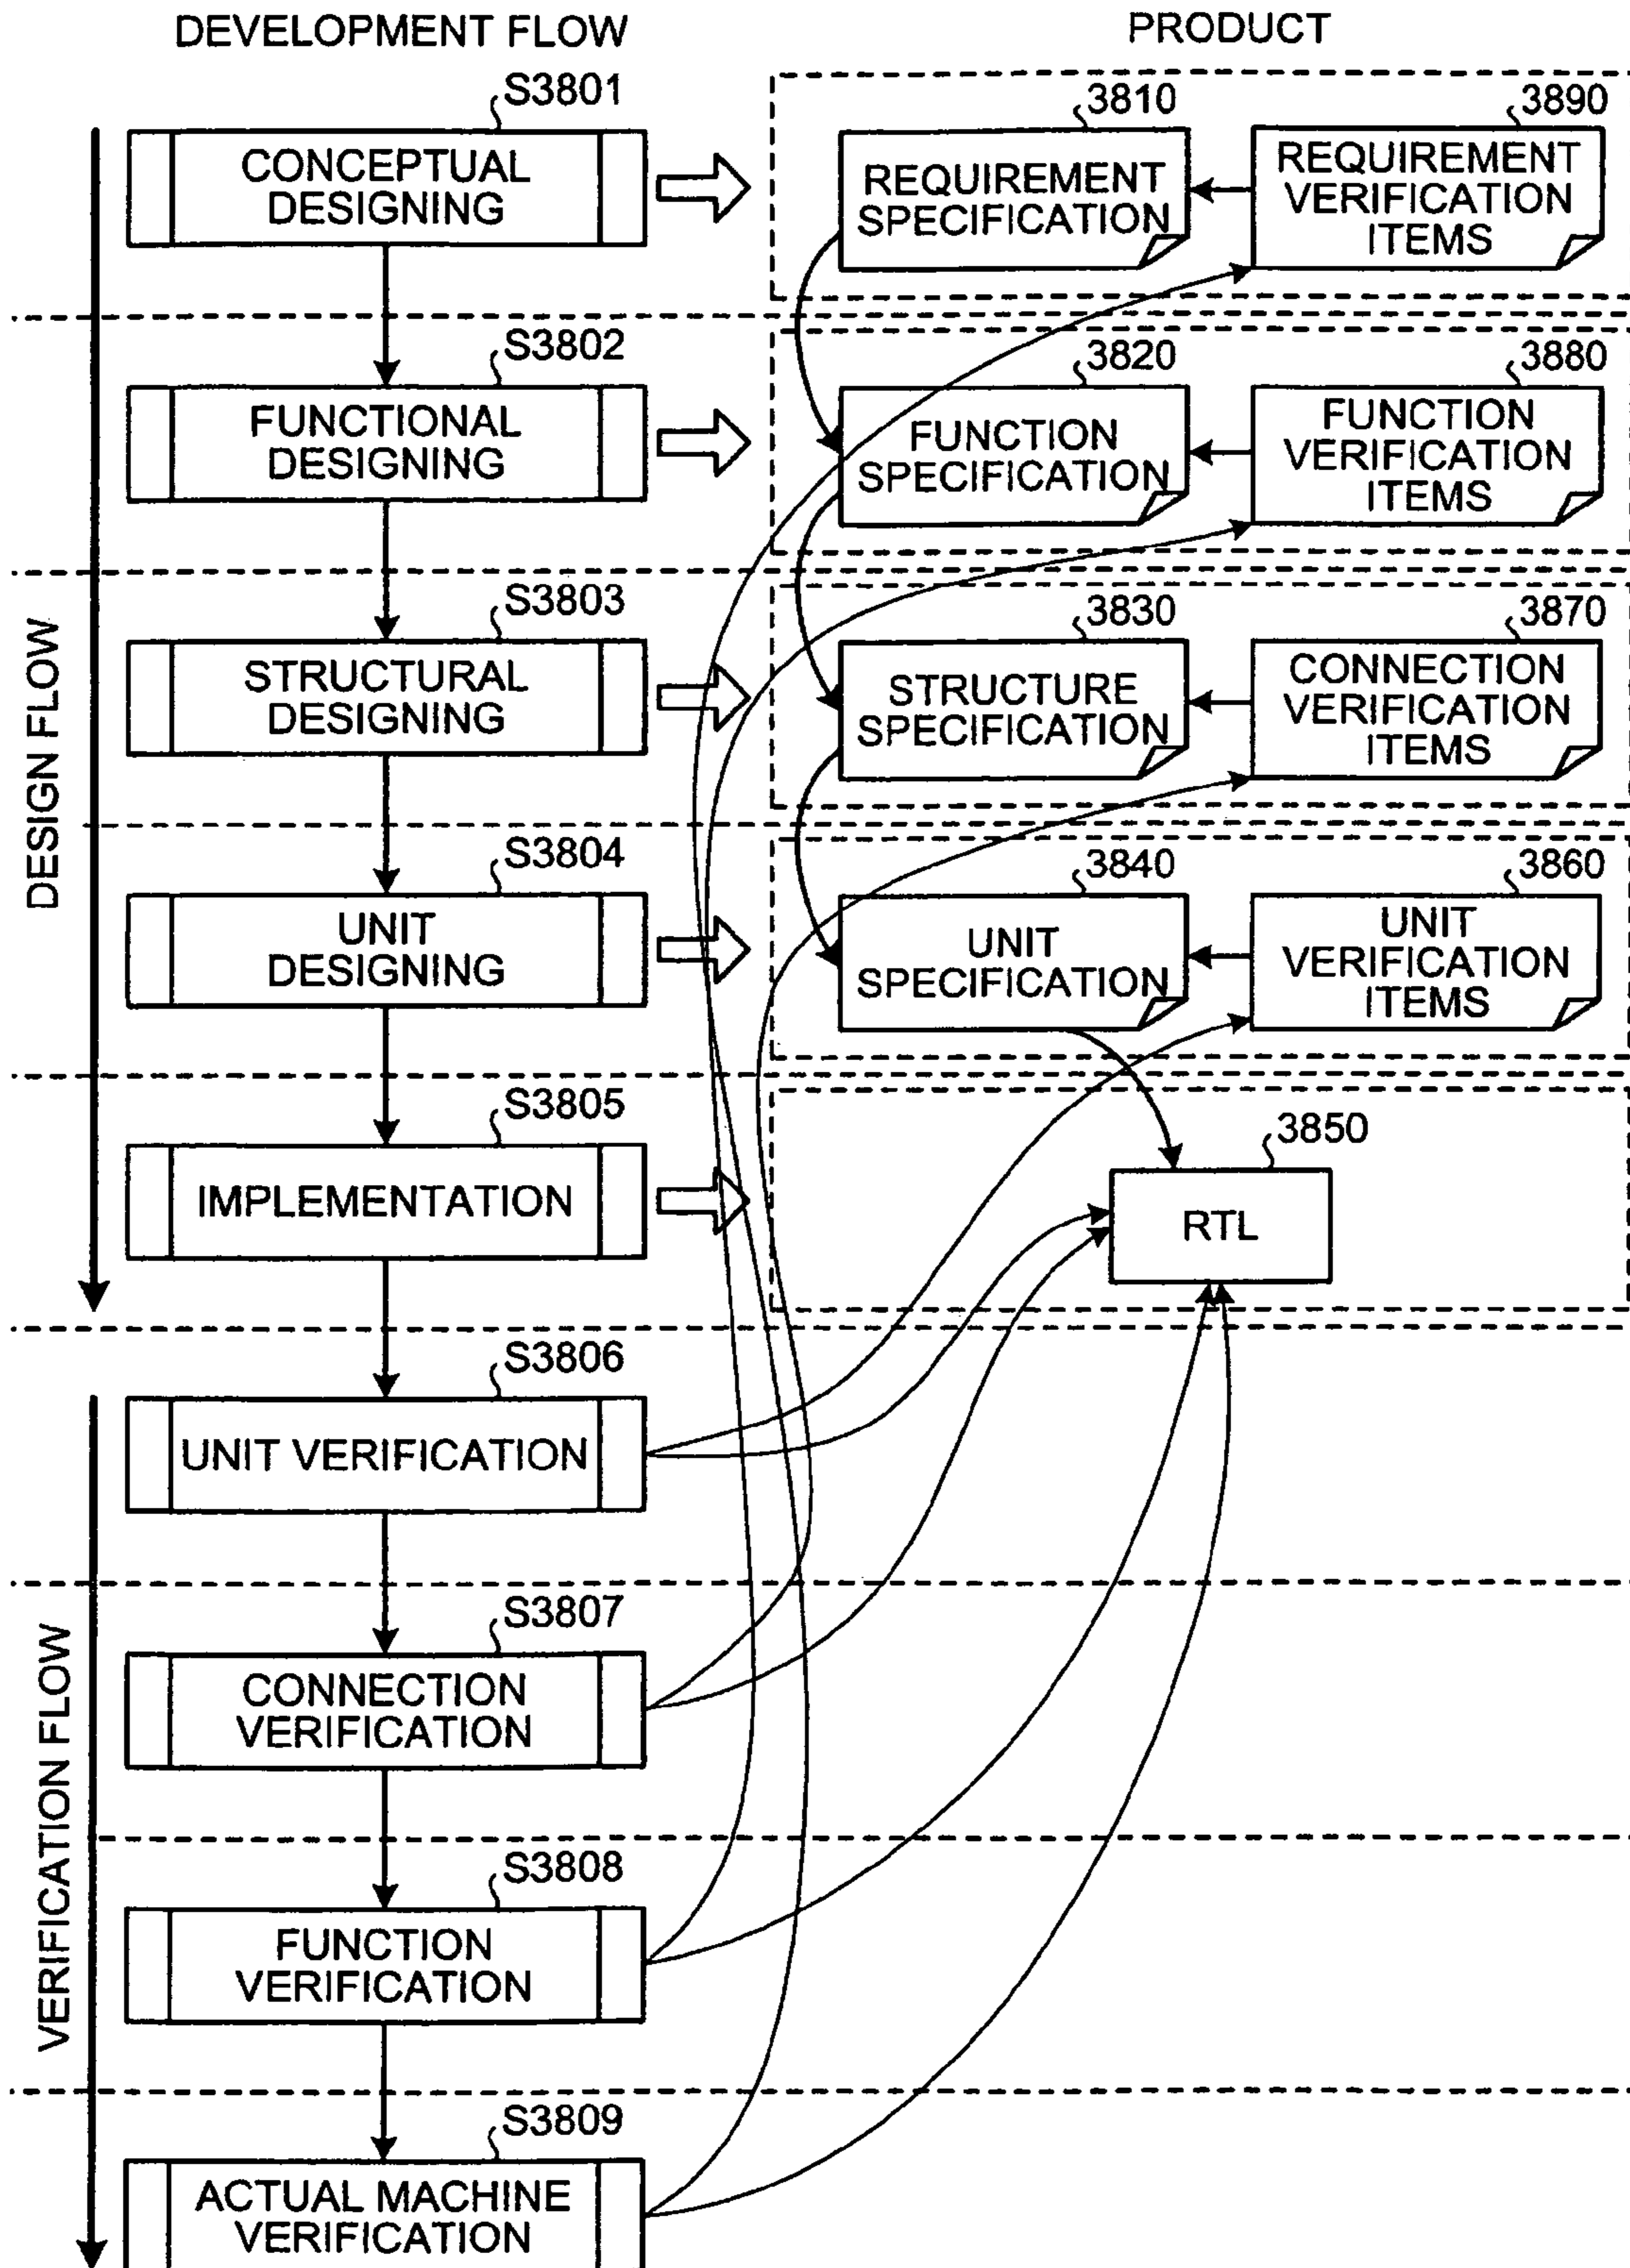 DEVELOPMENT FLOW
PRODUCT
S3801
CONCEPTUAL
DESIGNING
3810
REQUIREMENT
SPECIFICATION
3890
REQUIREMENT
VERIFICATION
ITEMS
S3802
FUNCTIONAL
DESIGNING
3820
FUNCTION
SPECIFICATION
3880
FUNCTION
VERIFICATION
ITEMS
DESIGN FLOW
S3803
STRUCTURAL
DESIGNING
3830
STRUCTURE
SPECIFICATION
3870
CONNECTION
VERIFICATION
ITEMS
S3804
UNIT
DESIGNING
3840
UNIT
SPECIFICATION
3860
UNIT
VERIFICATION
ITEMS
S3805
IMPLEMENTATION
3850
RTL
VERIFICATION FLOW
S3806
UNIT VERIFICATION
S3807
CONNECTION
VERIFICATION
S3808
FUNCTION
VERIFICATION
S3809
ACTUAL MACHINE
VERIFICATION